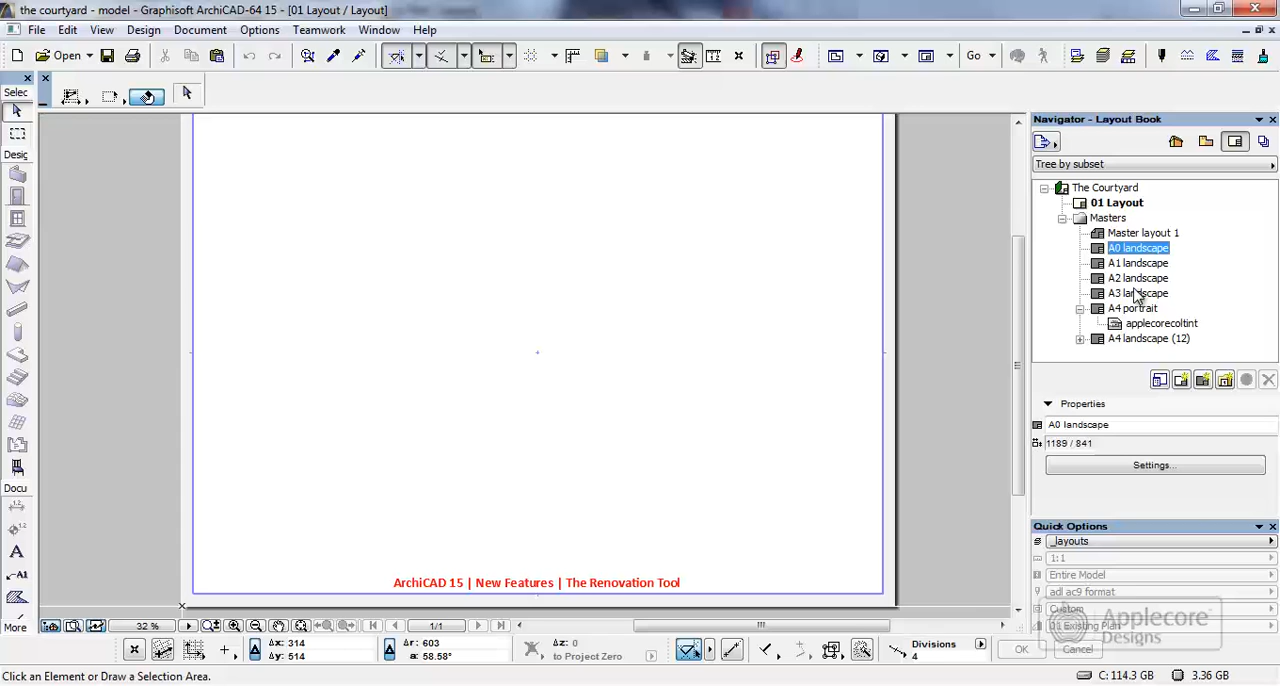 the courtyard - model - Graphisoft ArchiCAD-64 15 - [01 Layout / Layout]
File Edit View Design Document Options Teamwork Window Help
Open
Go
Selec
Navigator - Layout Book
Tree by subset
Desig
The Courtyard
01 Layout
Masters
Master layout 1
A0 landscape
A1 landscape
A2 landscape
A3 landscape
A4 portrait
applecorecoltint
A4 landscape (12)
Properties
A0 landscape
1189 / 841
Settings...
Docu
Quick Options
_layouts
1:1
Entire Model
adl ac9 format
Custom
01 Existing Plan
Applecore
Designs
1.2
1.2
A
A1
ArchiCAD 15 | New Features | The Renovation Tool
More
32 %
1/1
Δx: 314
Δy: 514
Δr: 603
a: 58.58°
Δz: 0
to Project Zero
Divisions
4
OK
Cancel
Click an Element or Draw a Selection Area.
C: 114.3 GB
3.36 GB